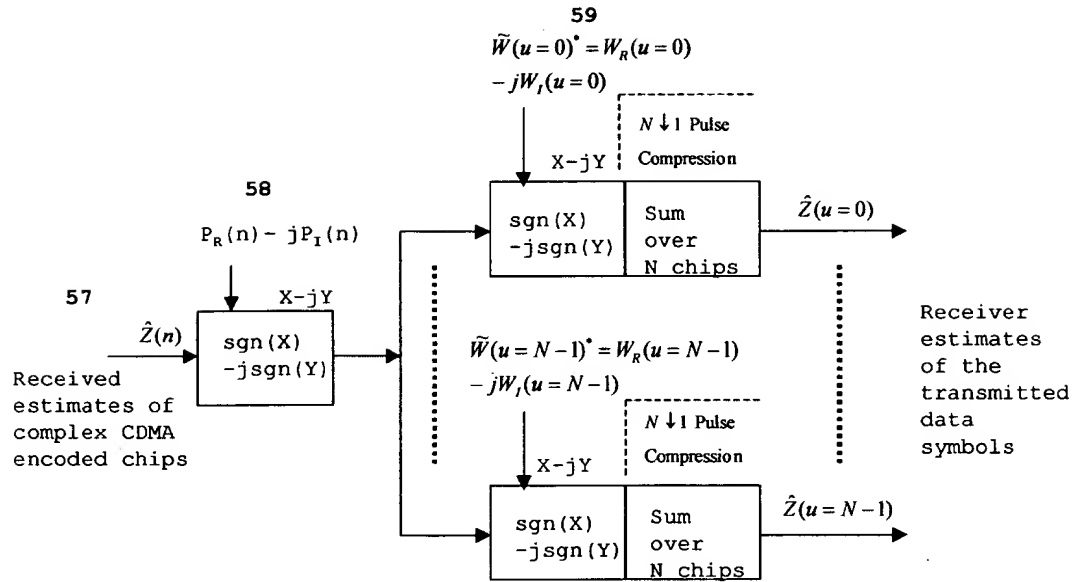 59
W̃(u=0)* = W_R(u=0)
- jW_I(u=0)
N↓1 Pulse
Compression
X-jY
58
P_R(n)- jP_I(n)
sgn(X)
-jsgn(Y)
Sum
over
N chips
Ẑ(u=0)
57
X-jY
Ẑ(n)
sgn(X)
-jsgn(Y)
Received
estimates of
complex CDMA
encoded chips
W̃(u=N-1)* = W_R(u=N-1)
- jW_I(u=N-1)
N↓1 Pulse
Compression
X-jY
sgn(X)
-jsgn(Y)
Sum
over
N chips
Ẑ(u=N-1)
Receiver
estimates
of the
transmitted
data
symbols